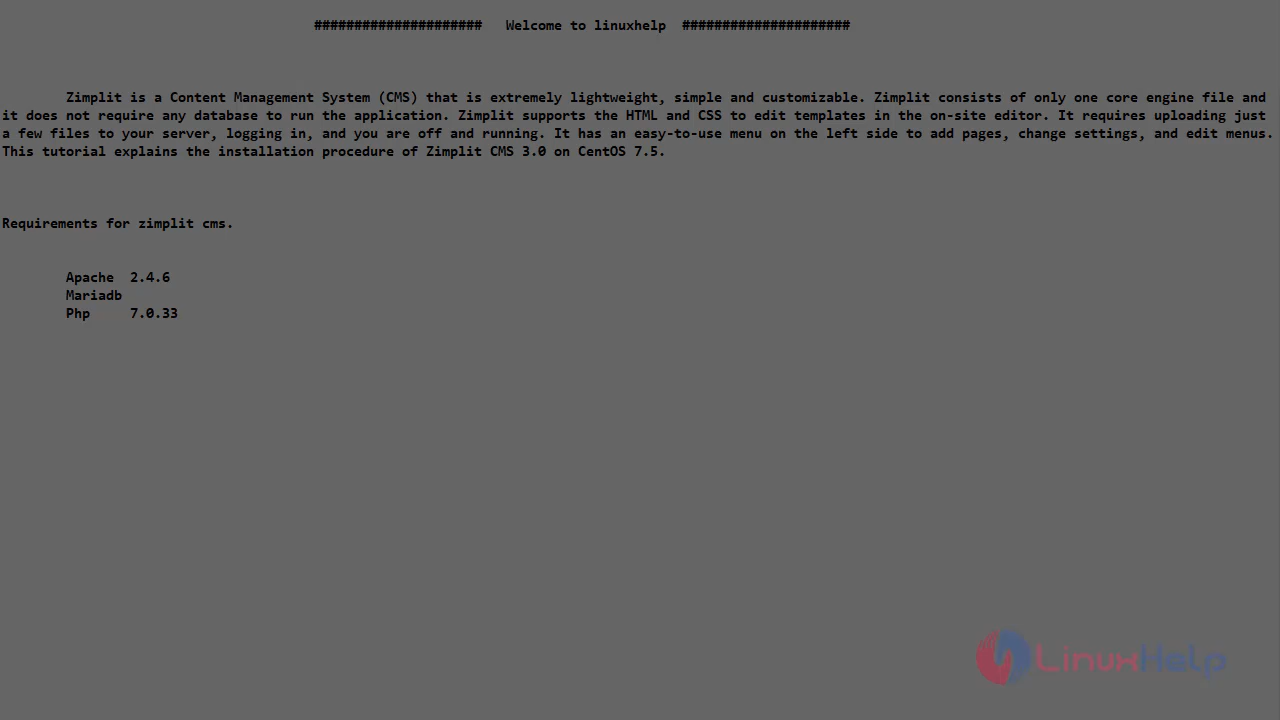 ##################### Welcome to linuxhelp #####################
Zimplit is a Content Management System (CMS) that is extremely lightweight, simple and customizable. Zimplit consists of only one core engine file and
it does not require any database to run the application. Zimplit supports the HTML and CSS to edit templates in the on-site editor. It requires uploading just
a few files to your server, logging in, and you are off and running. It has an easy-to-use menu on the left side to add pages, change settings, and edit menus.
This tutorial explains the installation procedure of Zimplit CMS 3.0 on CentOS 7.5.
Requirements for zimplit cms.
Apache 2.4.6
Mariadb
Php 7.0.33
LinuxHelp